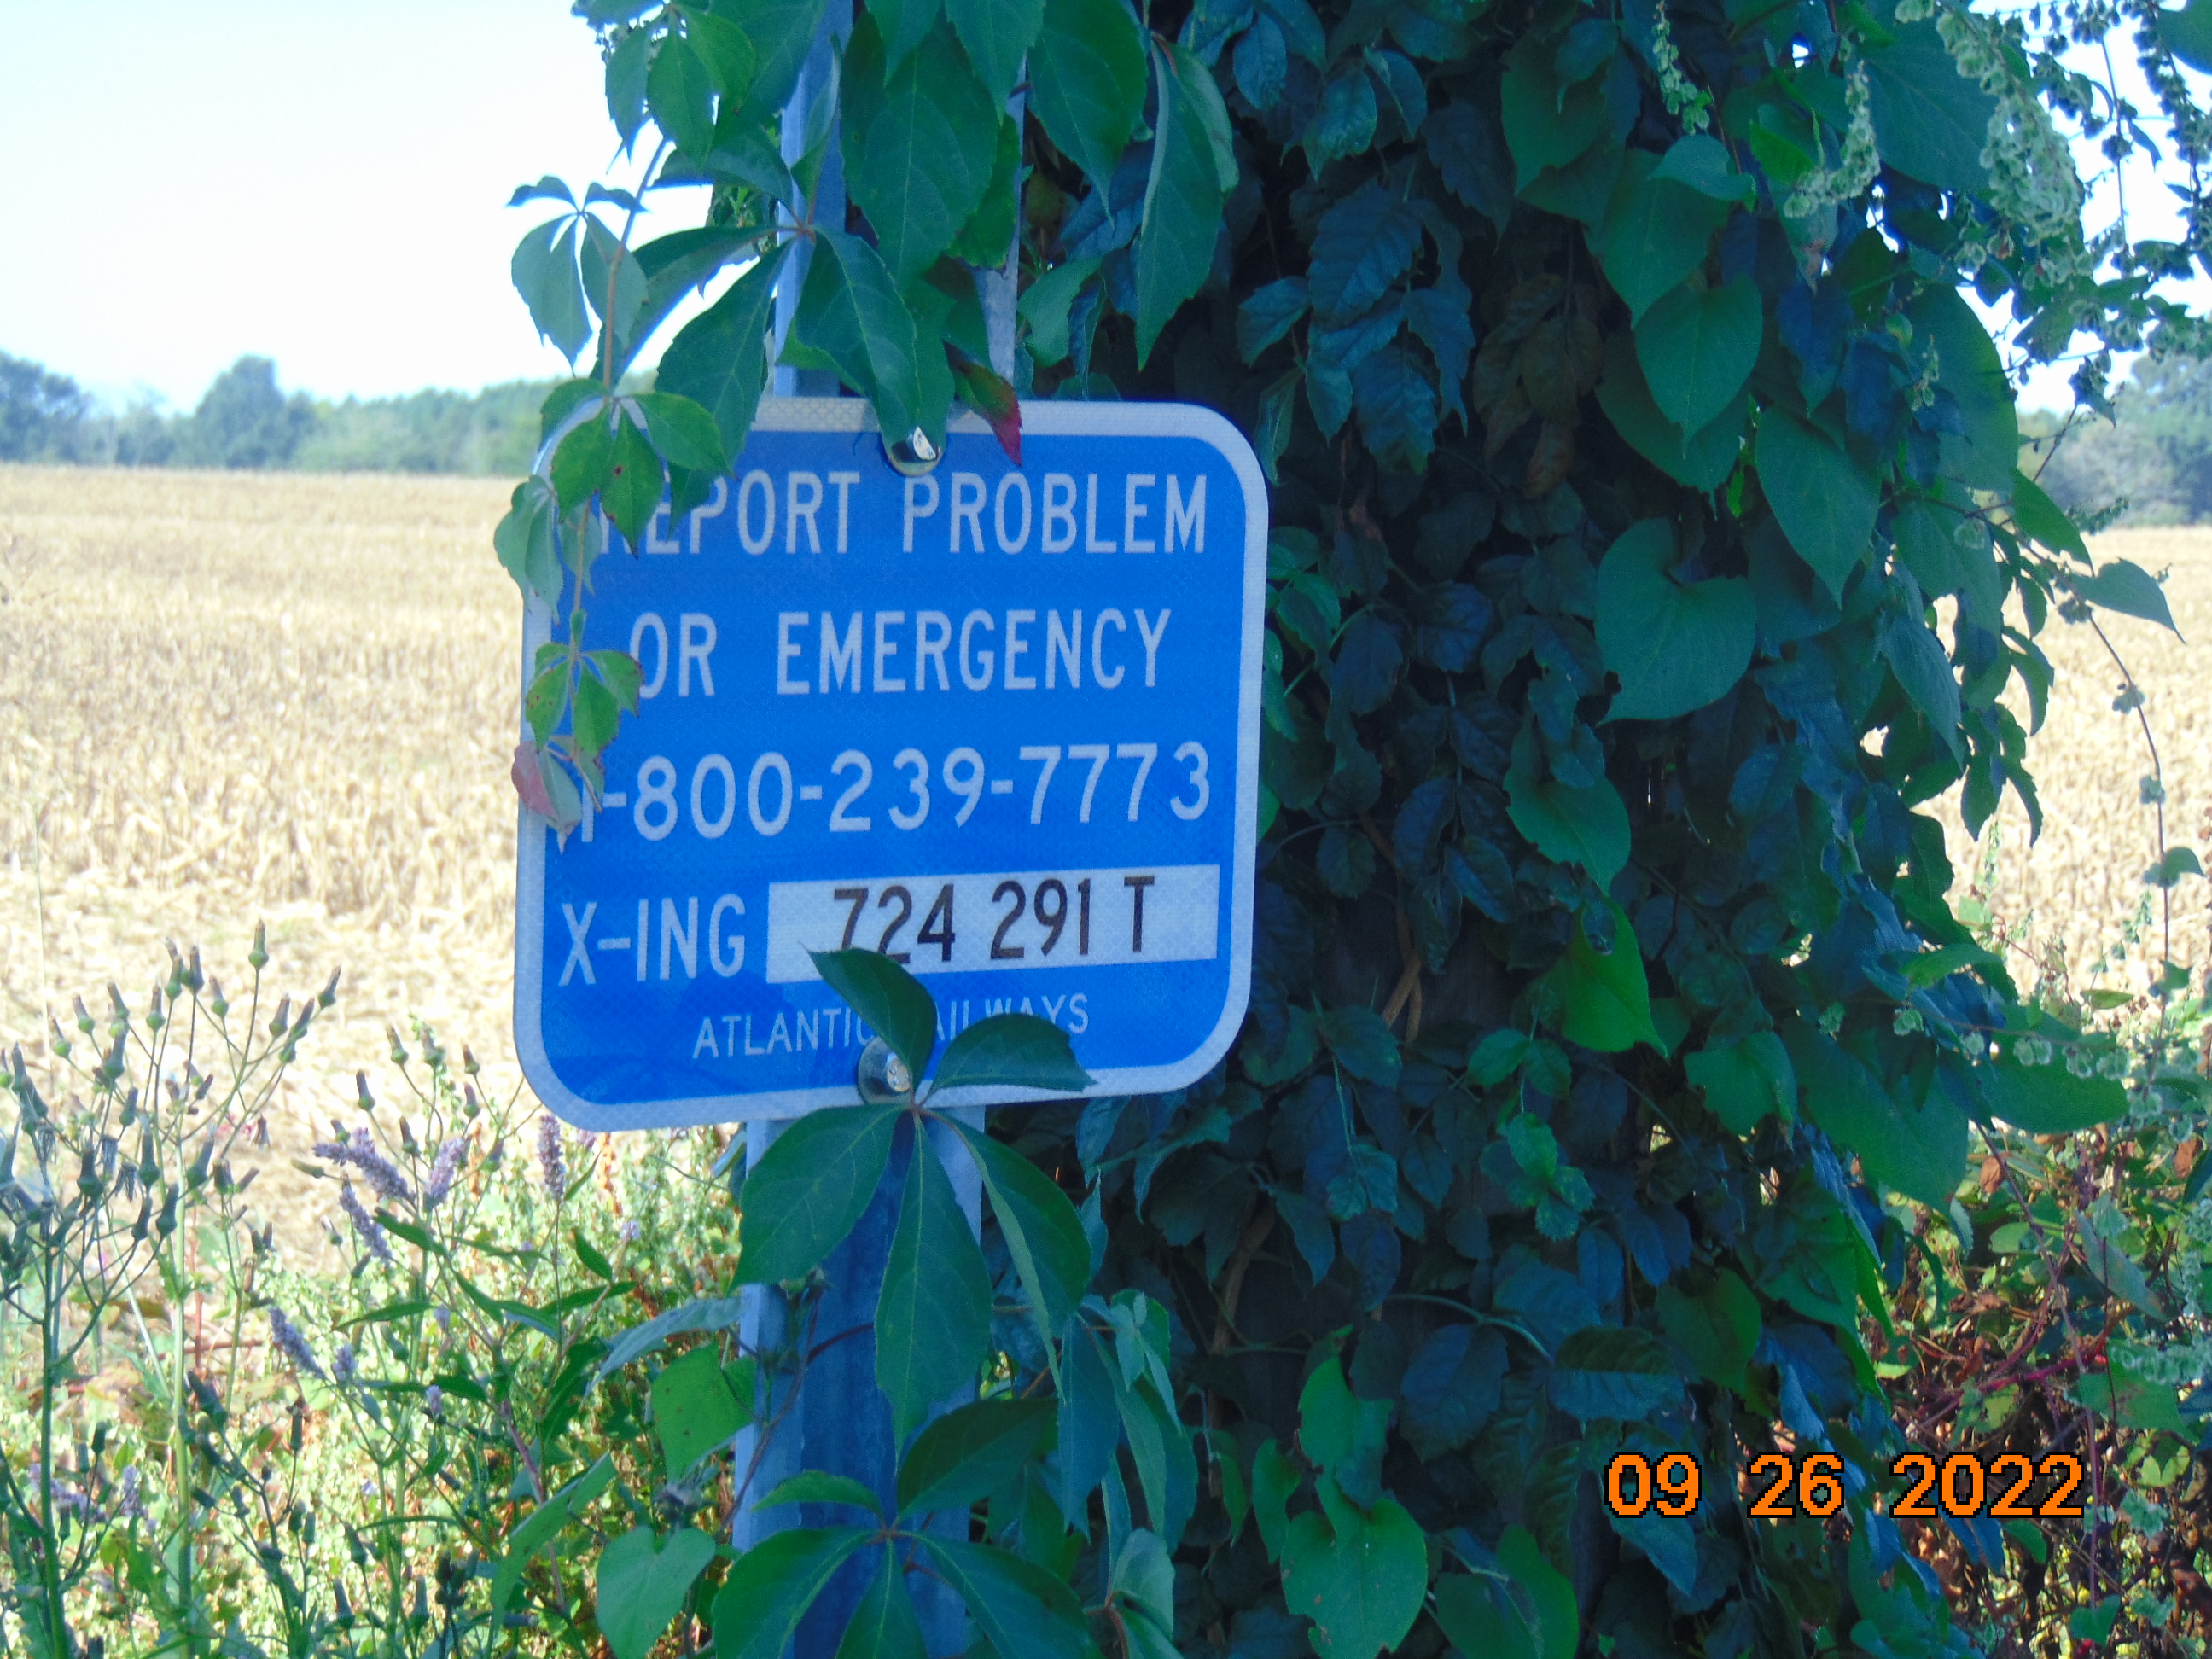 REPORT PROBLEM
OR EMERGENCY
1-800-239-7773
X-ING 724 291 T
ATLANTIC RAILWAYS
09 26 2022